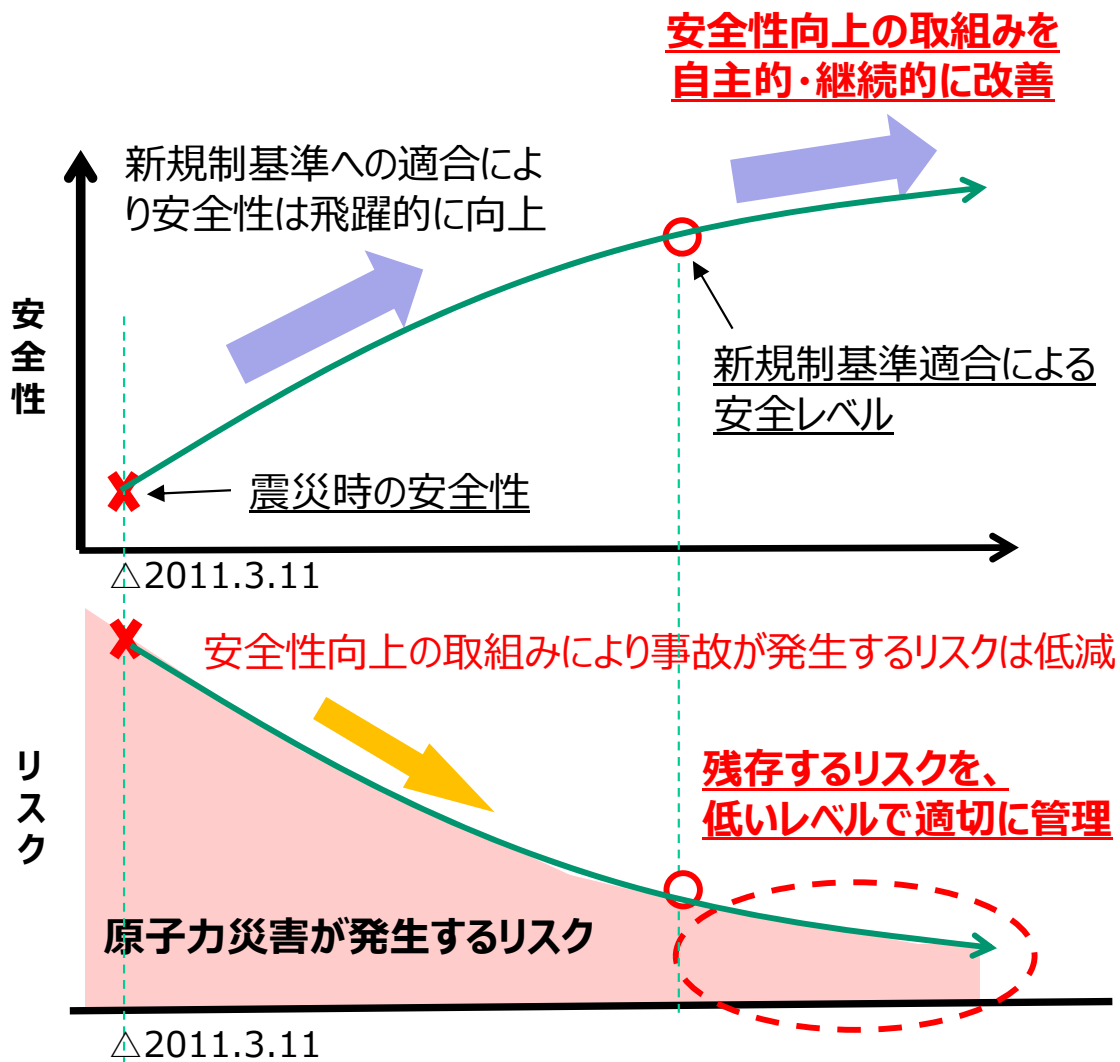 安全性向上の取組みを
自主的・継続的に改善
新規制基準への適合によ
り安全性は飛躍的に向上
安全性
新規制基準適合による
安全レベル
震災時の安全性
△2011.3.11
安全性向上の取組みにより事故が発生するリスクは低減
リスク
残存するリスクを、
低いレベルで適切に管理
原子力災害が発生するリスク
△2011.3.11